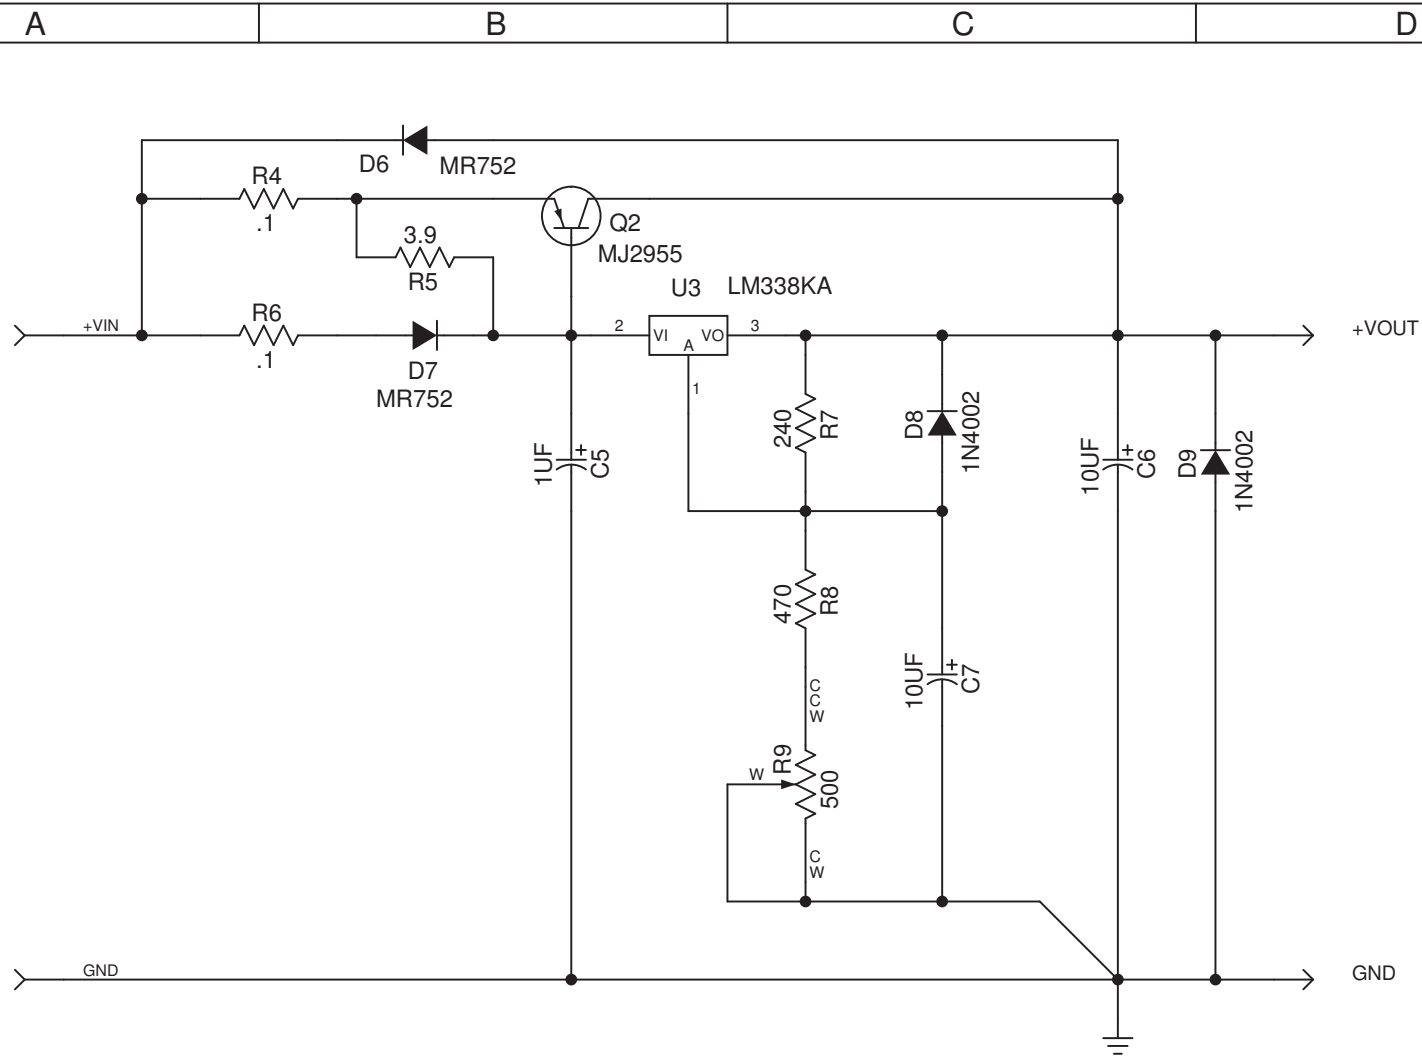 A B C D
D6 MR752
R4
.1
Q2
MJ2955
3.9
R5
U3 LM338KA
+VIN
R6
.1
D7
MR752
2
VI VO
A
3
1
+VOUT
1UF C5 +
240 R7
D8 1N4002
10UF C6 +
D9 1N4002
470 R8
C
C
W
10UF C7 +
W
R9
500
C
W
GND
GND